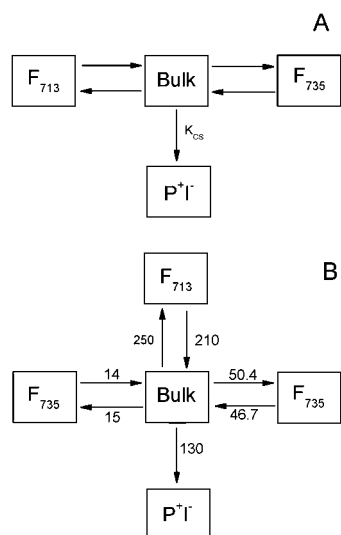 A
F713 Bulk F735
KCS
P+I-
B
F713
250 210
14 50.4
F735 Bulk F735
15 46.7
130
P+I-